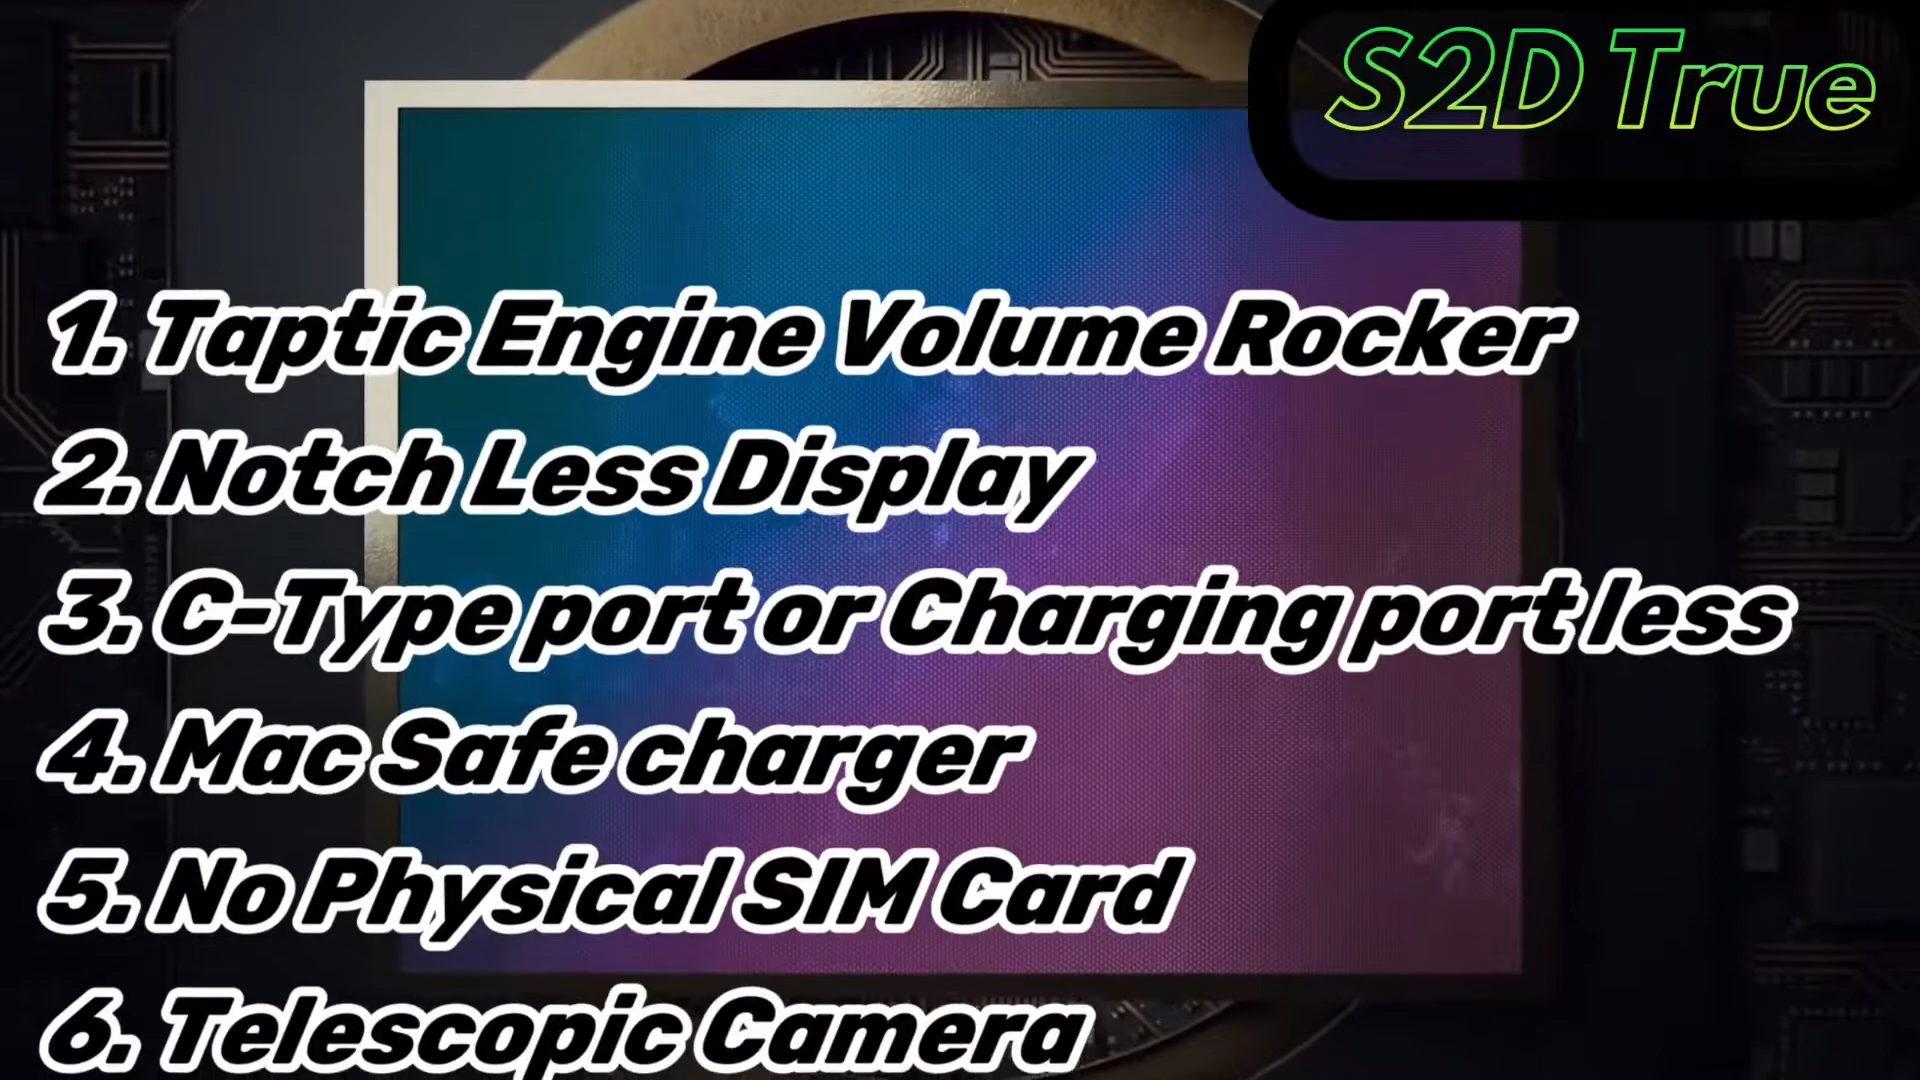 S2D True
1. Taptic Engine Volume Rocker
2. Notch Less Display
3. C-Type port or Charging port less
4. Mac Safe charger
5. No Physical SIM Card
6. Telescopic Camera